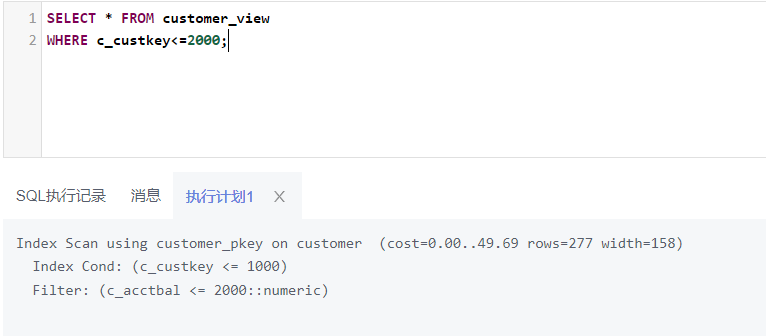 1 SELECT * FROM customer_view
2 WHERE c_custkey<=2000;
SQL执行记录 消息 执行计划1 X
Index Scan using customer_pkey on customer (cost=0.00..49.69 rows=277 width=158)
Index Cond: (c_custkey <= 1000)
Filter: (c_acctbal <= 2000::numeric)